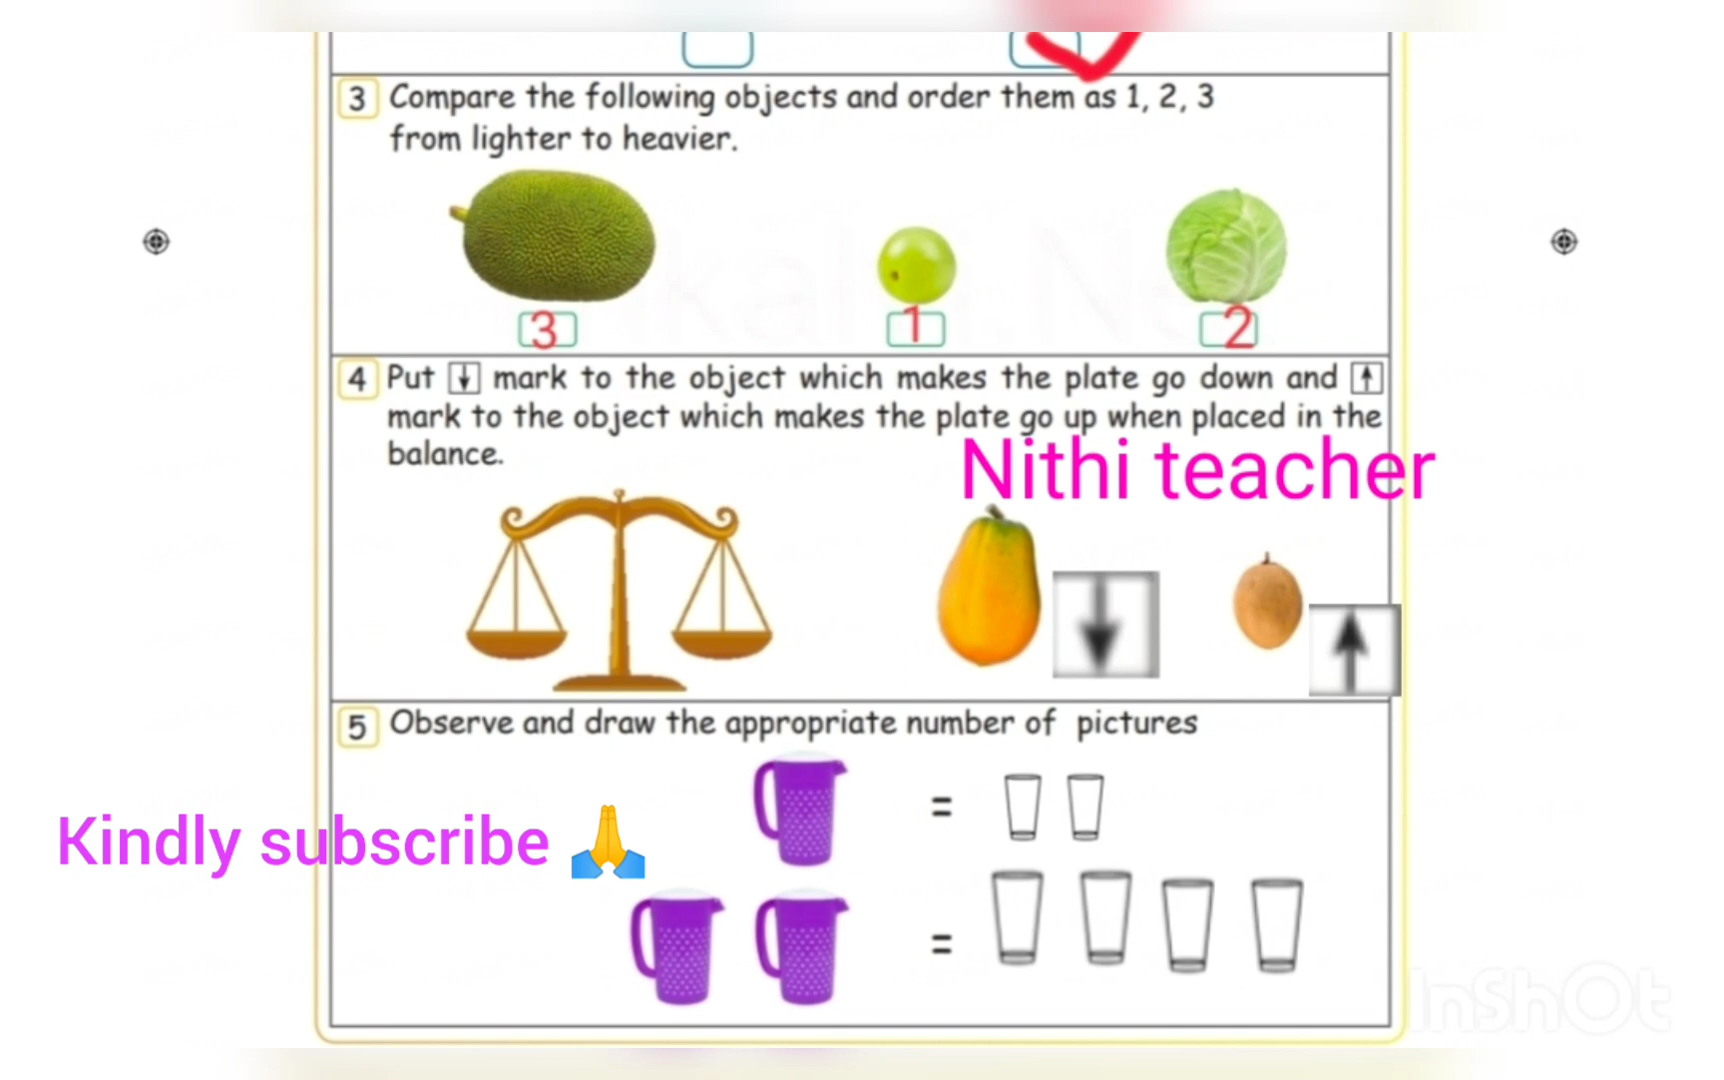 3 Compare the following objects and order them as 1, 2, 3
from lighter to heavier.
3 1 2
4 Put ↓ mark to the object which makes the plate go down and ↑
mark to the object which makes the plate go up when placed in the
balance.
Nithi teacher
5 Observe and draw the appropriate number of pictures
=
Kindly subscribe 🙏
=
InShOt